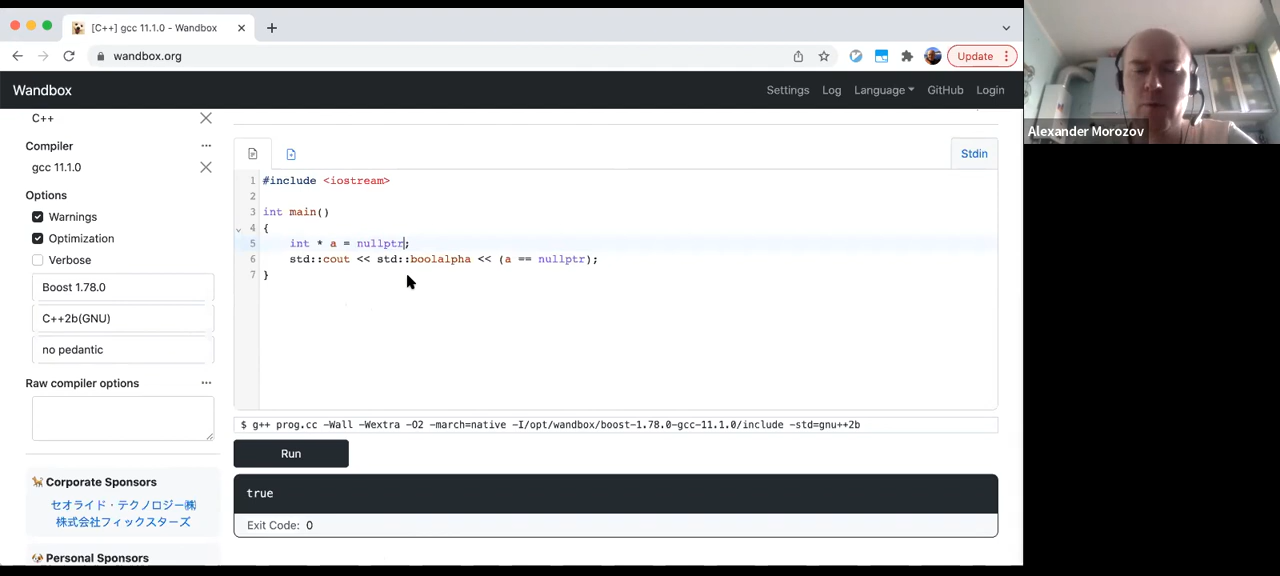 [C++] gcc 11.1.0 - Wandbox
wandbox.org
Update
Wandbox
Settings Log Language GitHub Login
C++
Compiler
gcc 11.1.0
Options
Warnings
Optimization
Verbose
Boost 1.78.0
C++2b(GNU)
no pedantic
Raw compiler options
Corporate Sponsors
セオライド・テクノロジー㈱
株式会社フィックスターズ
Personal Sponsors
Stdin
1 #include <iostream>
2
3 int main()
4 {
5 int * a = nullptr;
6 std::cout << std::boolalpha << (a == nullptr);
7 }
$ g++ prog.cc -Wall -Wextra -O2 -march=native -I/opt/wandbox/boost-1.78.0-gcc-11.1.0/include -std=gnu++2b
Run
true
Exit Code: 0
Alexander Morozov